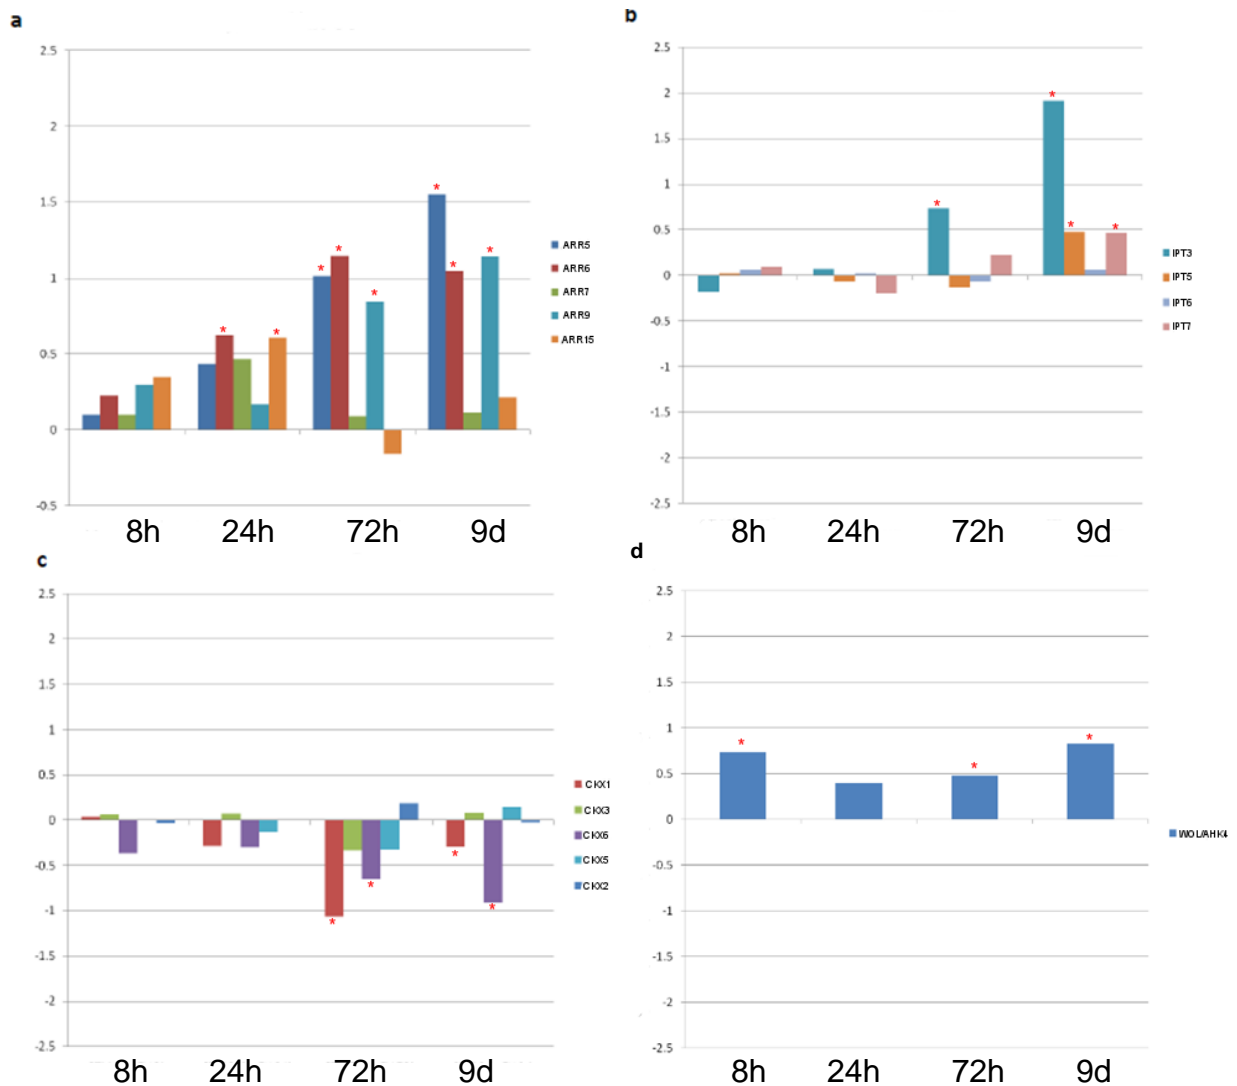 a
2.5
2
1.5
1
0.5
0
-0.5
8h 24h 72h 9d
ARR5
ARR6
ARR7
ARR9
ARR15
b
2.5
2
1.5
1
0.5
0
-0.5
-1
-1.5
-2
-2.5
8h 24h 72h 9d
IPT3
IPT5
IPT6
IPT7
c
2.5
2
1.5
1
0.5
0
-0.5
-1
-1.5
-2
-2.5
8h 24h 72h 9d
CKX1
CKX3
CKX6
CKX5
CKX2
d
2.5
2
1.5
1
0.5
0
-0.5
-1
-1.5
-2
-2.5
8h 24h 72h 9d
WOL/AHK4